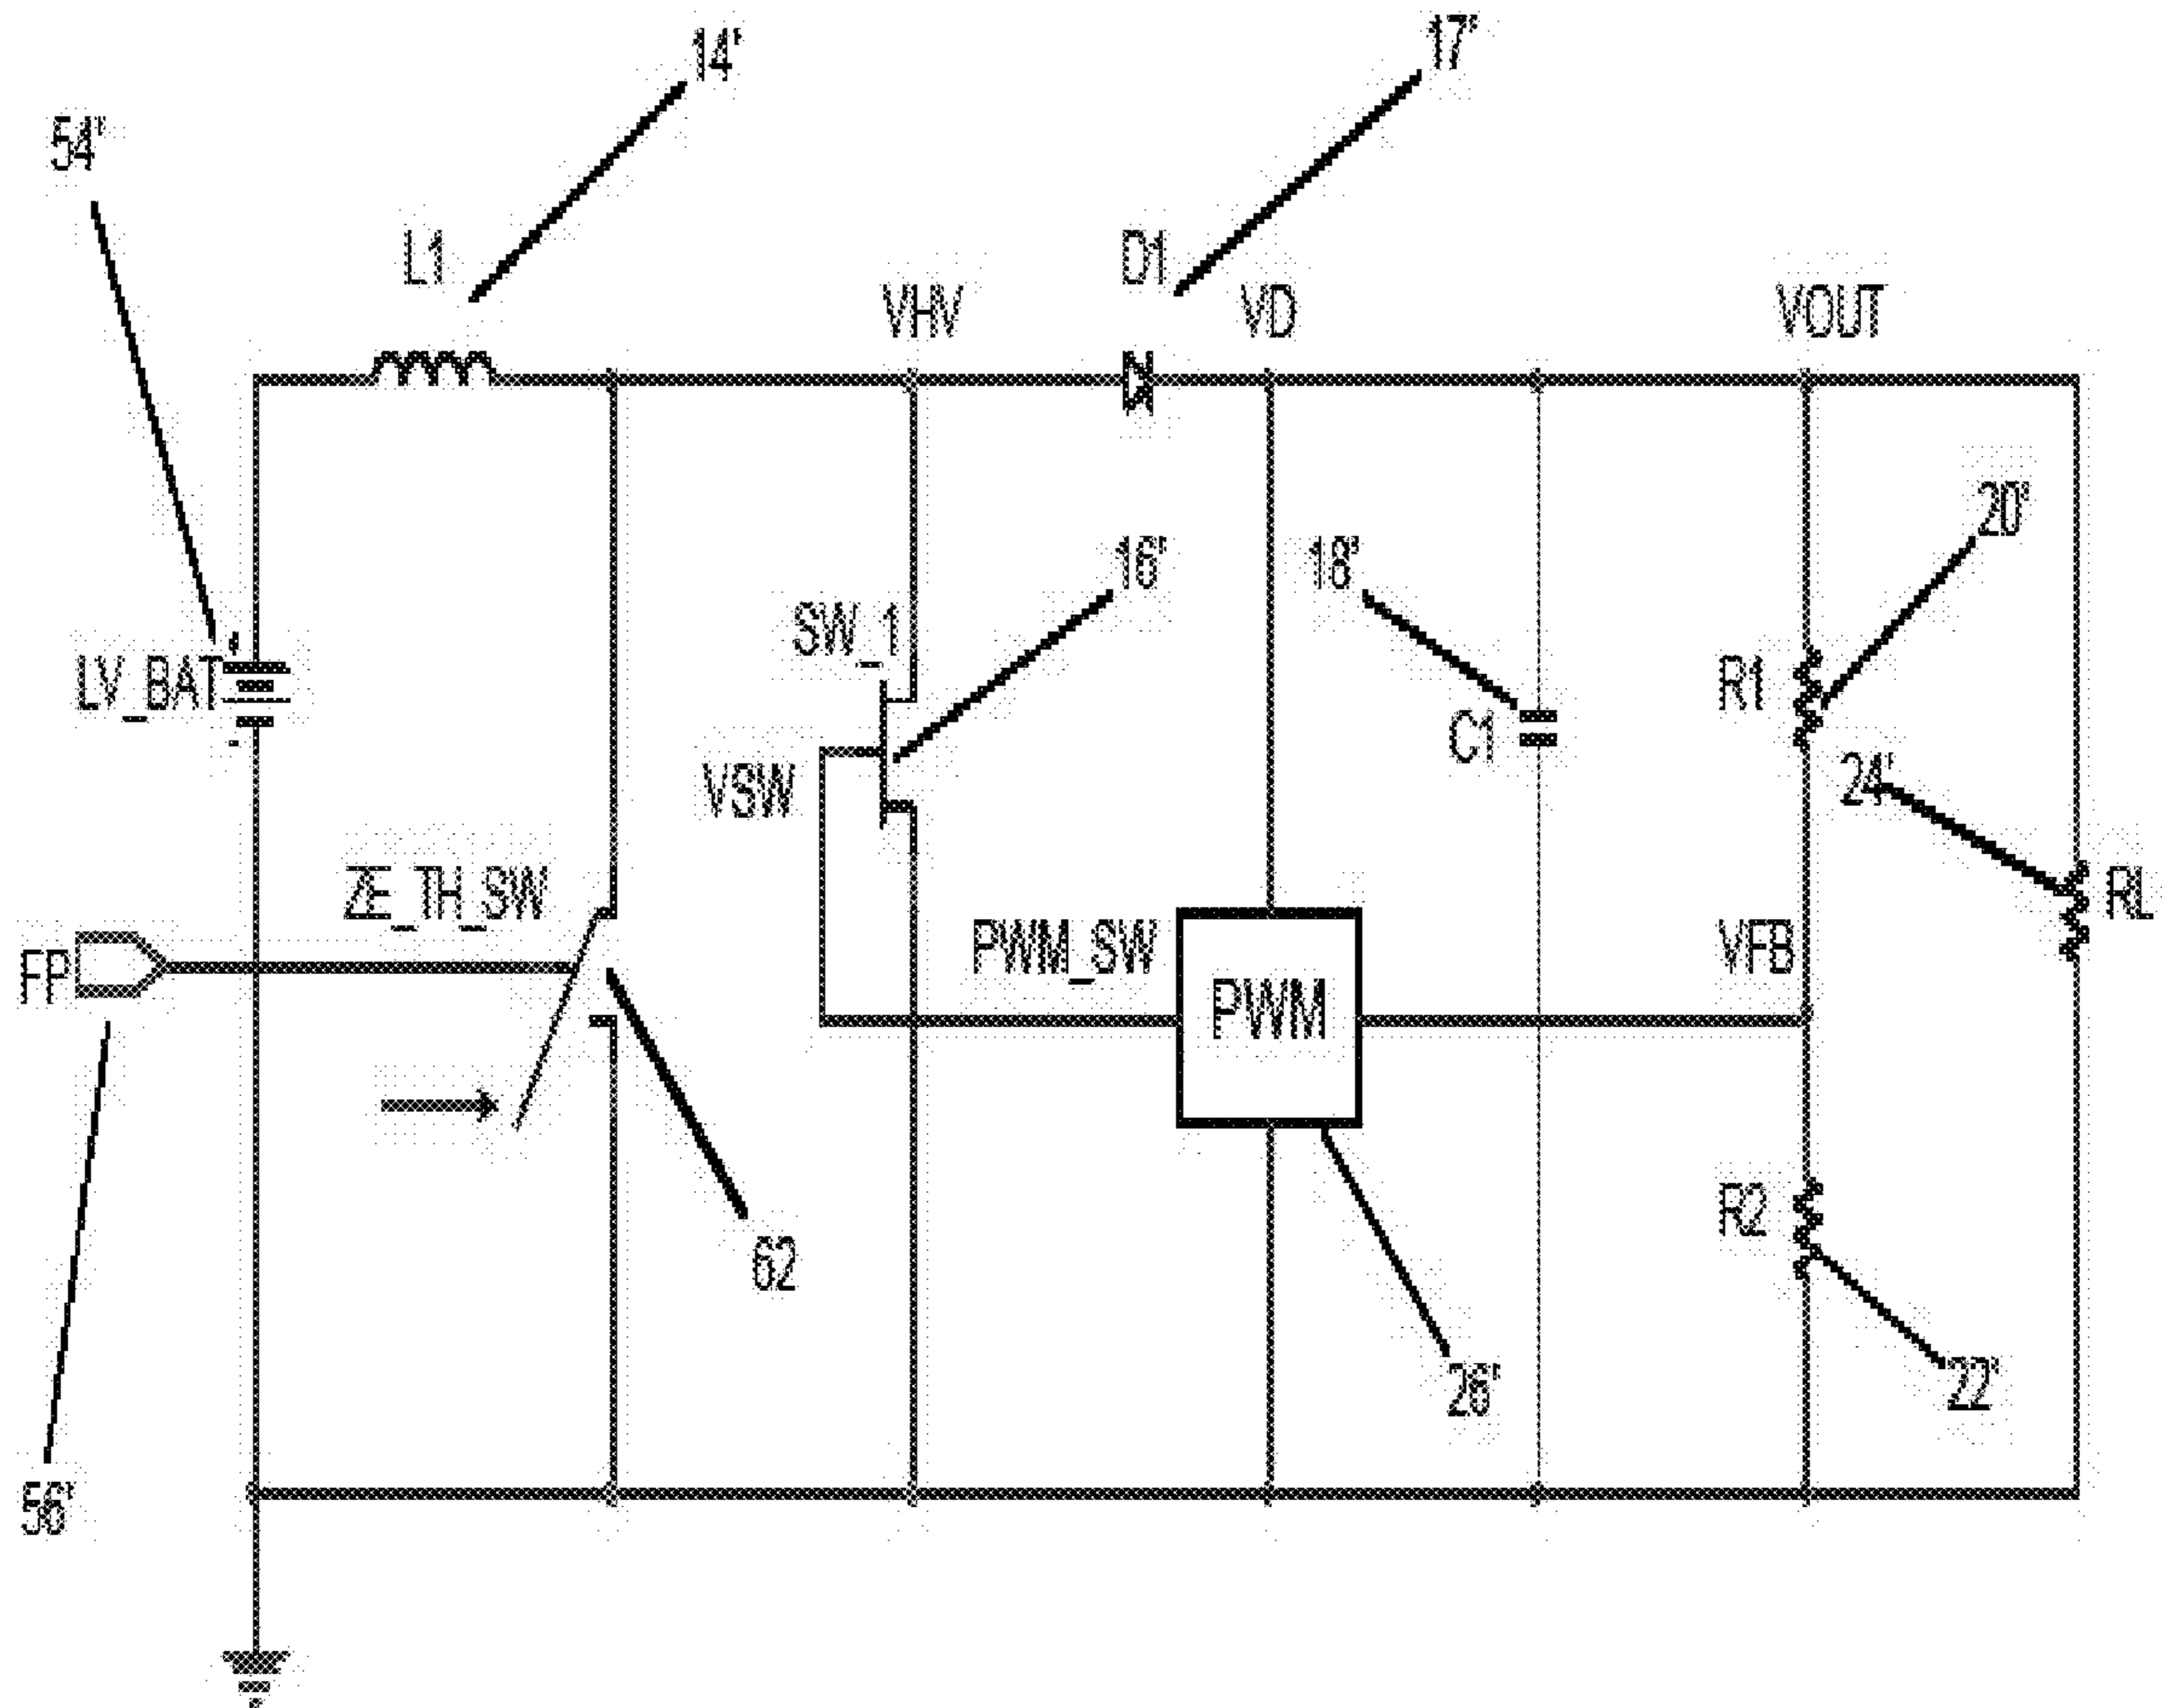 14'
17'
54'
L1
D1
VHV
VD
VOUT
20'
16'
18'
SW_1
LV_BAT
R1
C1
VSW
24'
ZE_TH_SW
RL
FP
PWM_SW
VFB
PWM
R2
62
26'
22'
56'